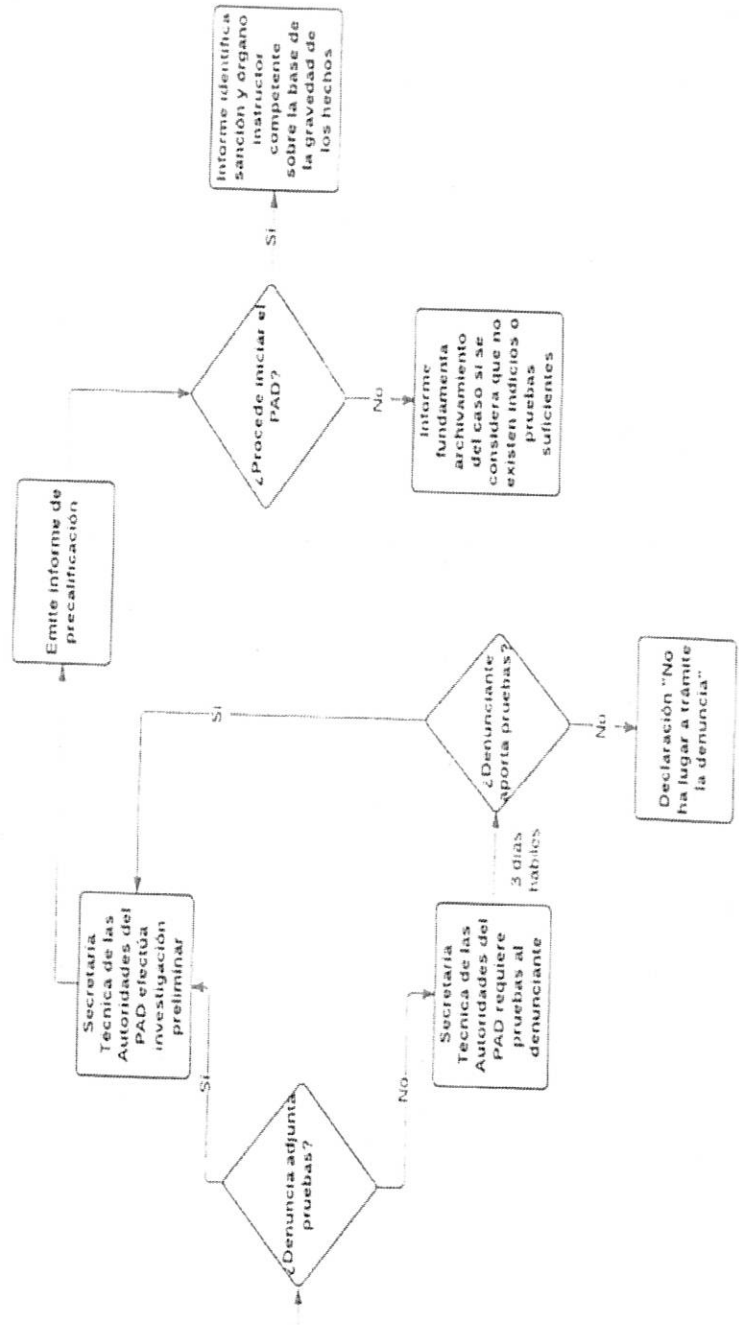 ¿Denuncia adjunta
pruebas?
Sí
No
Secretaría
Técnica de las
Autoridades del
PAD efectúa
investigación
preliminar
Secretaría
Técnica de las
Autoridades del
PAD requiere
pruebas al
denunciante
3 días
hábiles
¿Denunciante
aporta pruebas?
Sí
No
Declaración "No
ha lugar a trámite
la denuncia"
Emite informe de
precalificación
¿Procede iniciar el
PAD?
Sí
No
Informe identifica
sanción y órgano
instructor
competente
sobre la base de
la gravedad de
los hechos
Informe
fundamenta
archivamiento
del caso si se
considera que no
existen indicios o
pruebas
suficientes